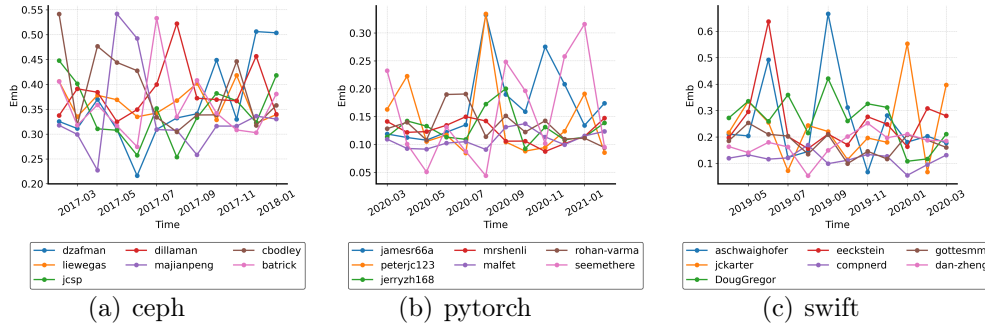 0.55
0.50
0.45
0.40
0.35
0.30
0.25
0.20
Emb
2017-03
2017-05
2017-07
2017-09
2017-11
2018-01
Time
dzafman dillaman cbodley
liewegas majianpeng batrick
jcsp
(a) ceph
0.30
0.25
0.20
0.15
0.10
0.05
Emb
2020-03
2020-05
2020-07
2020-09
2020-11
2021-01
Time
jamesr66a mrshenli rohan-varma
peterjc123 malfet seemethere
jerryzh168
(b) pytorch
0.6
0.5
0.4
0.3
0.2
0.1
Emb
2019-05
2019-07
2019-09
2019-11
2020-01
2020-03
Time
aschwaighofer eeckstein gottesmm
jckarter compnerd dan-zheng
DougGregor
(c) swift